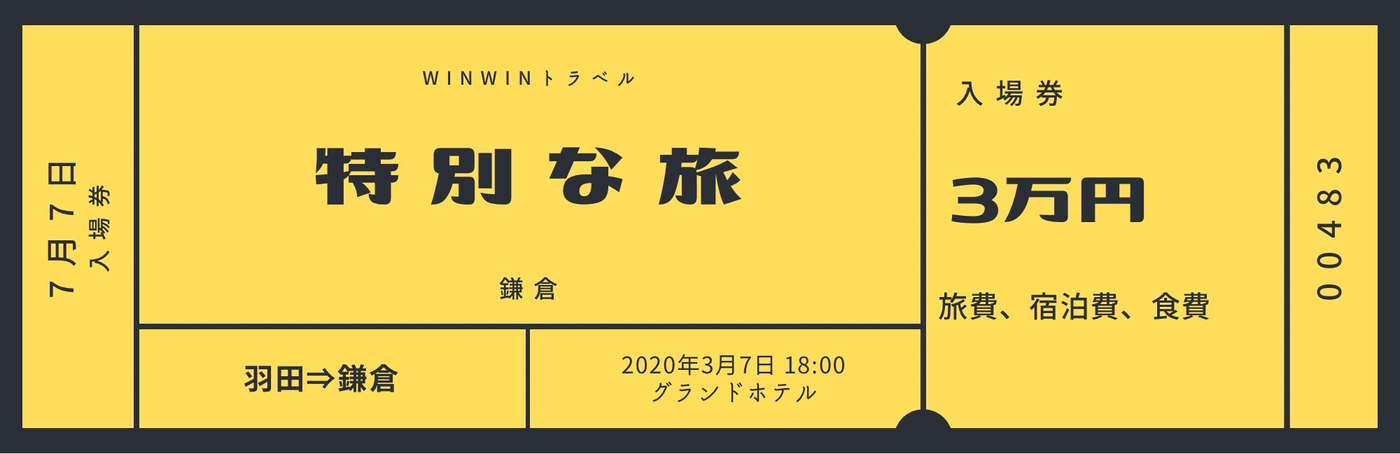 7月7日
入場券
WINWINトラベル
特別な旅
鎌倉
羽田⇒鎌倉
2020年3月7日 18:00
グランドホテル
入場券
3万円
旅費、宿泊費、食費
00483